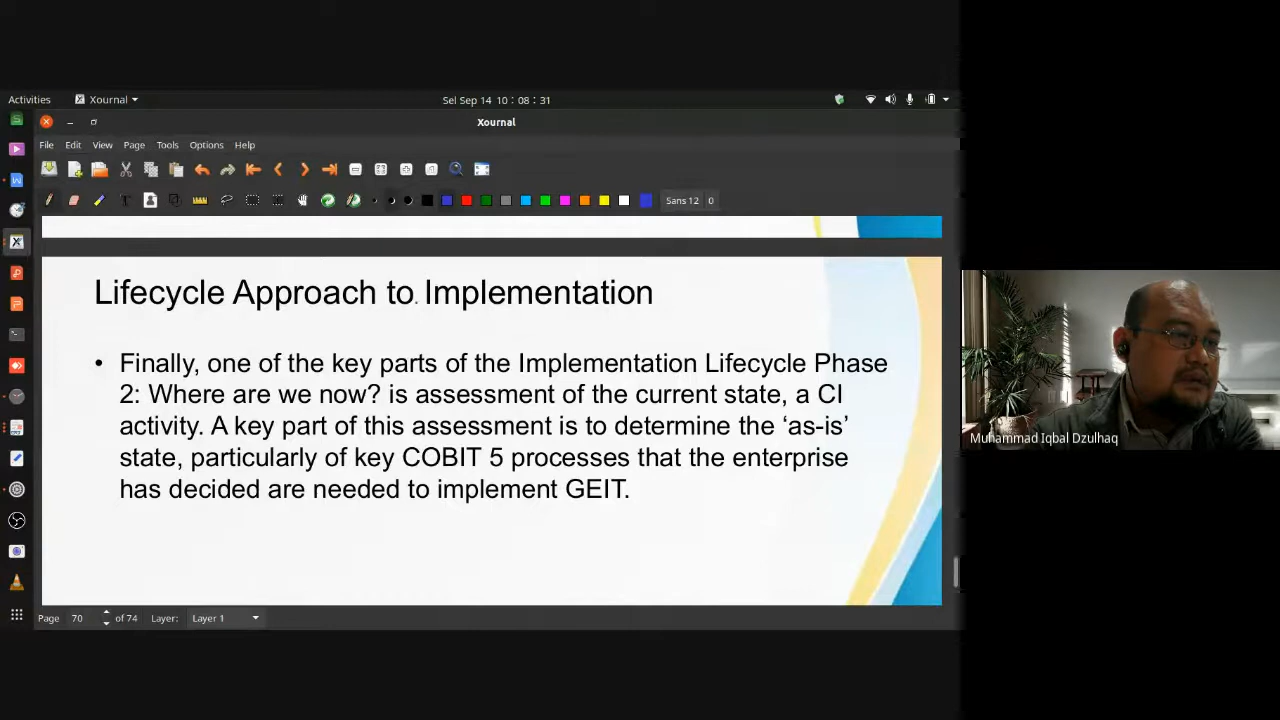 Activities
Xournal
Sel Sep 14 10:08:31
Xournal
File Edit View Page Tools Options Help
Sans 12 0
Lifecycle Approach to Implementation
• Finally, one of the key parts of the Implementation Lifecycle Phase
2: Where are we now? is assessment of the current state, a CI
activity. A key part of this assessment is to determine the ‘as-is’
state, particularly of key COBIT 5 processes that the enterprise
has decided are needed to implement GEIT.
Muhammad Iqbal Dzulhaq
Page 70 of 74 Layer: Layer 1